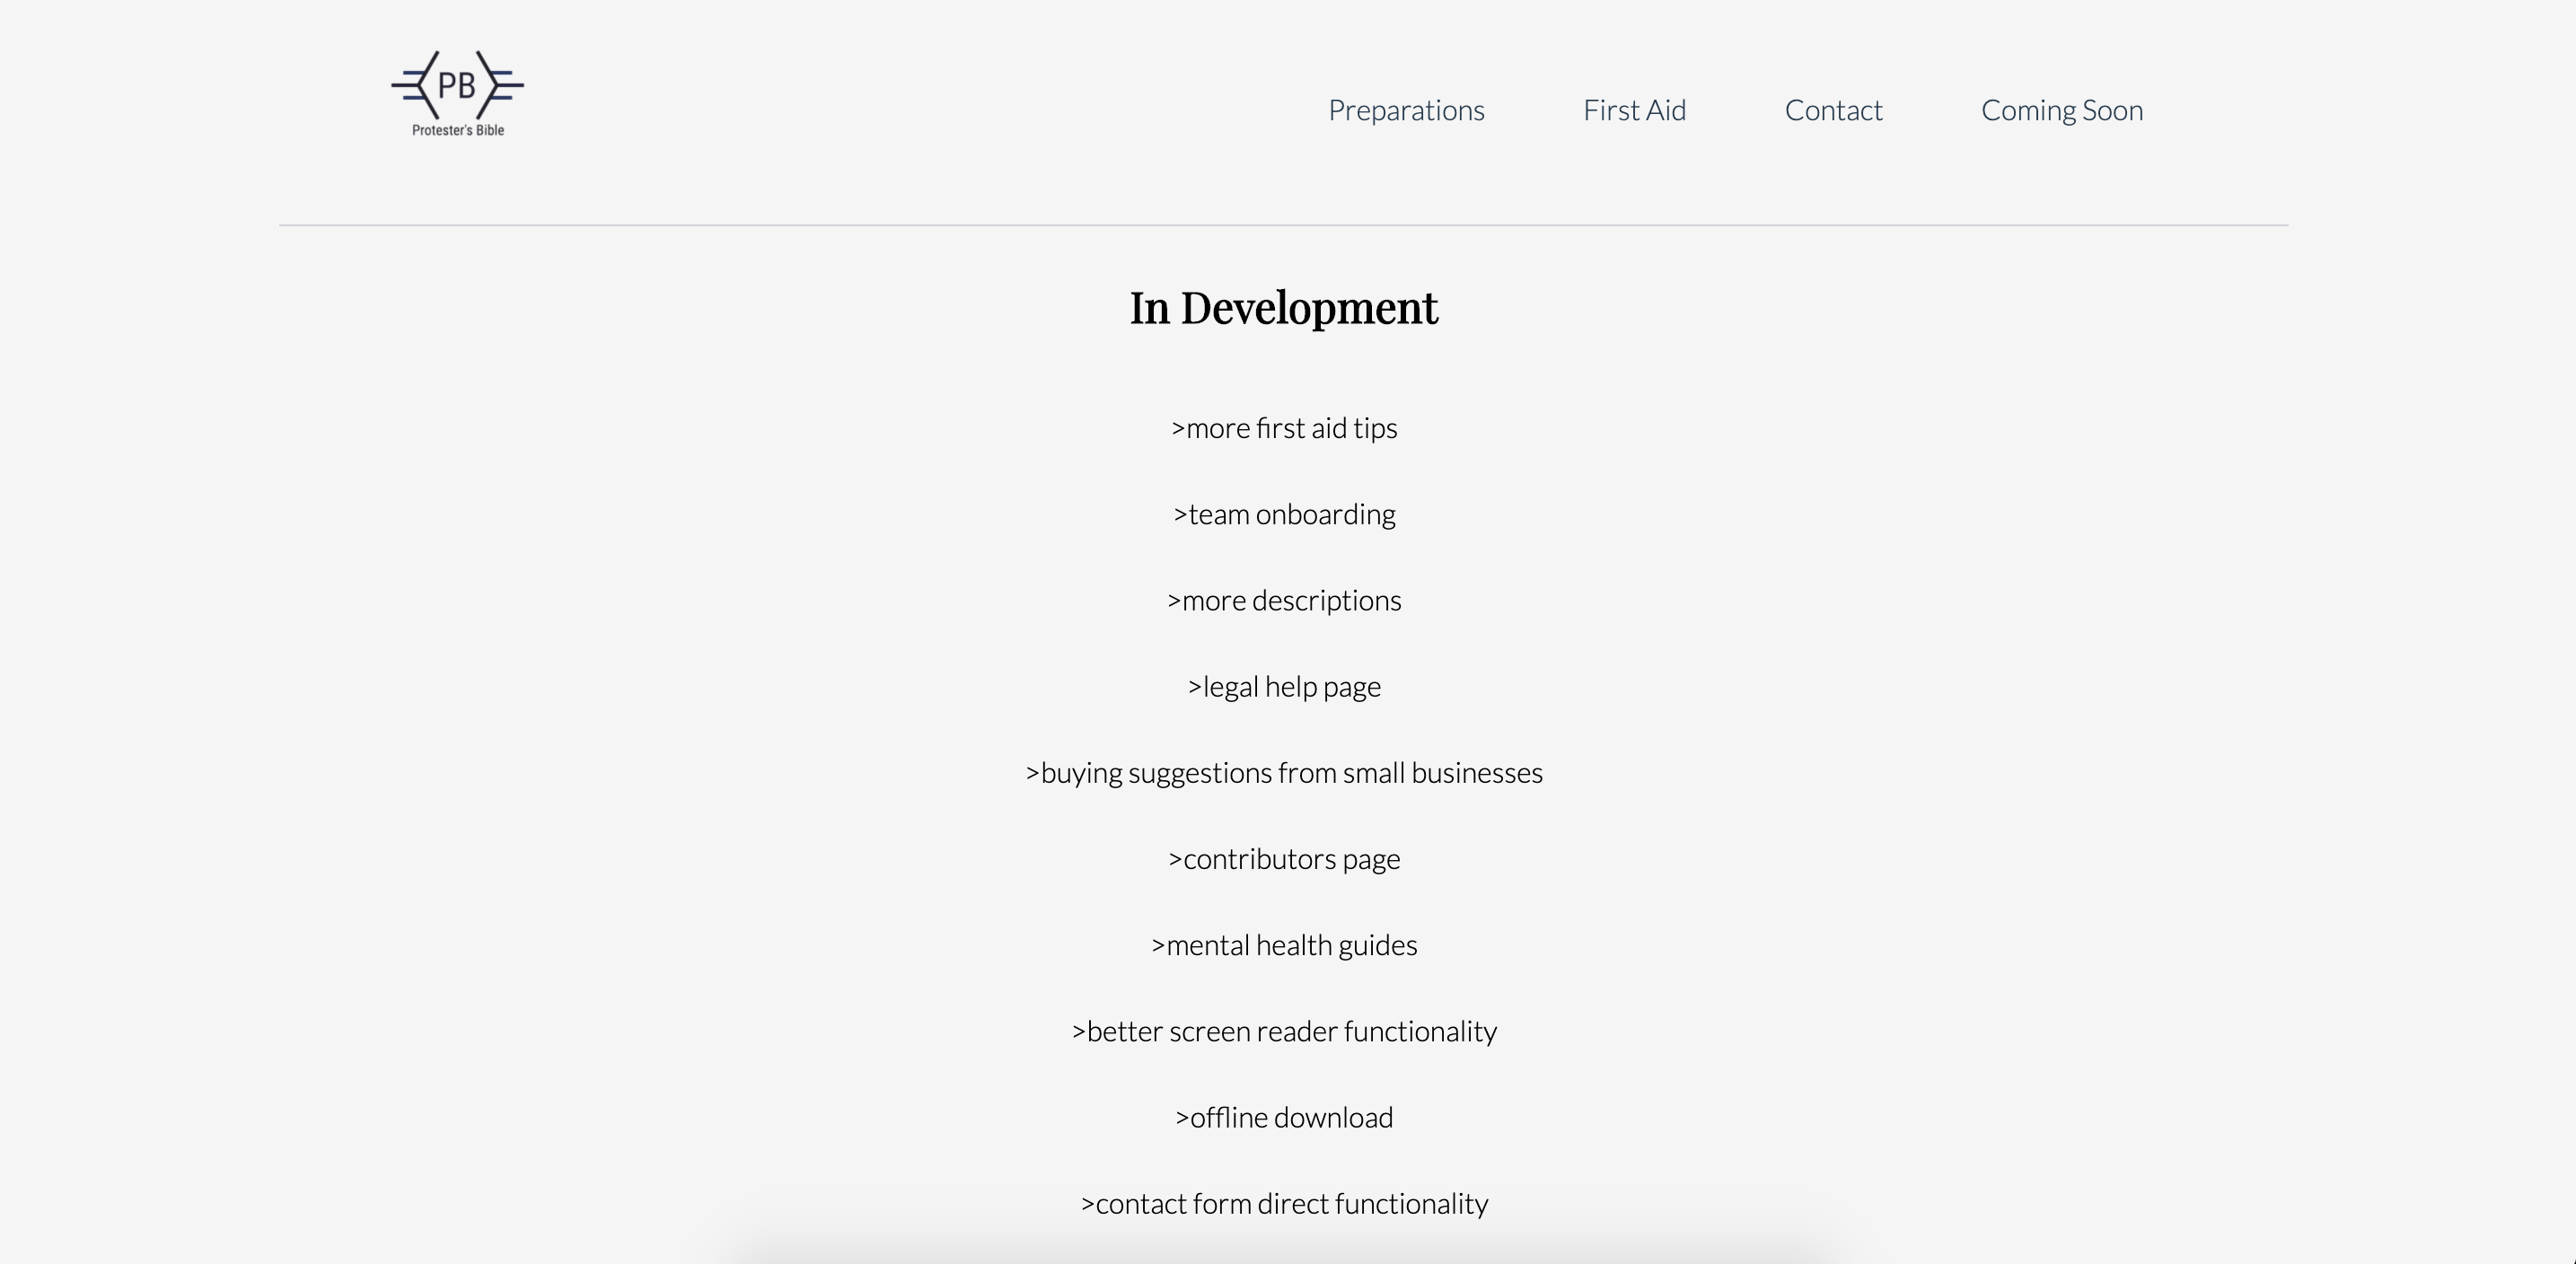 PB
Protester's Bible
Preparations First Aid Contact Coming Soon
In Development
>more first aid tips
>team onboarding
>more descriptions
>legal help page
>buying suggestions from small businesses
>contributors page
>mental health guides
>better screen reader functionality
>offline download
>contact form direct functionality